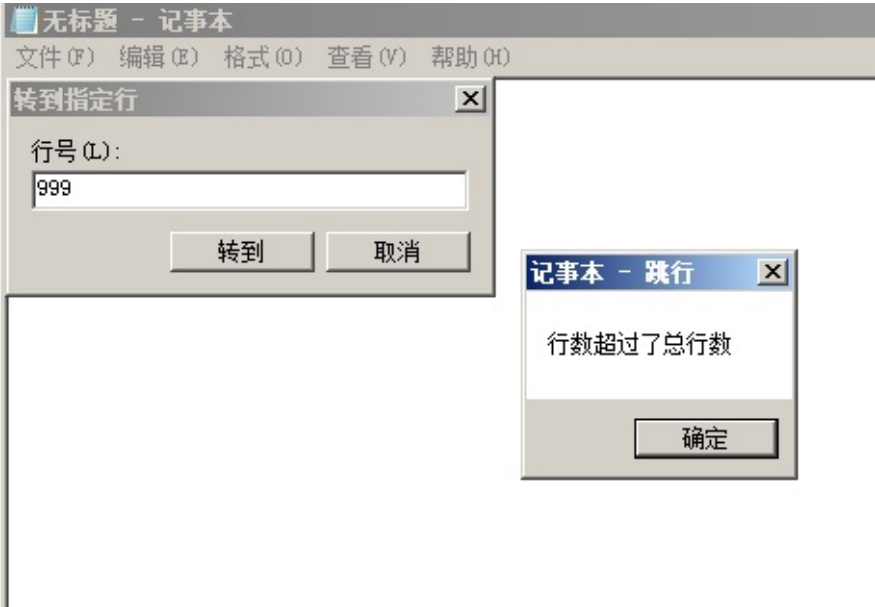 无标题 - 记事本
文件(F) 编辑(E) 格式(O) 查看(V) 帮助(H)
转到指定行
行号(L):
999
转到 取消
记事本 - 跳行
行数超过了总行数
确定